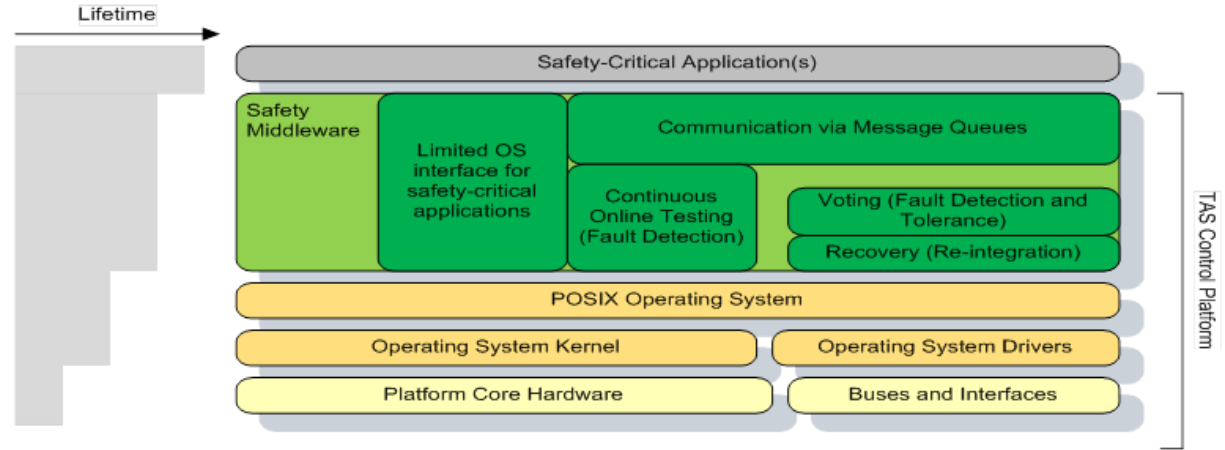 Lifetime
Safety-Critical Application(s)
Safety
Middleware
Limited OS
interface for
safety-critical
applications
Communication via Message Queues
Continuous
Online Testing
(Fault Detection)
Voting (Fault Detection and
Tolerance)
Recovery (Re-integration)
POSIX Operating System
Operating System Kernel
Operating System Drivers
Platform Core Hardware
Buses and Interfaces
TAS Control Platform